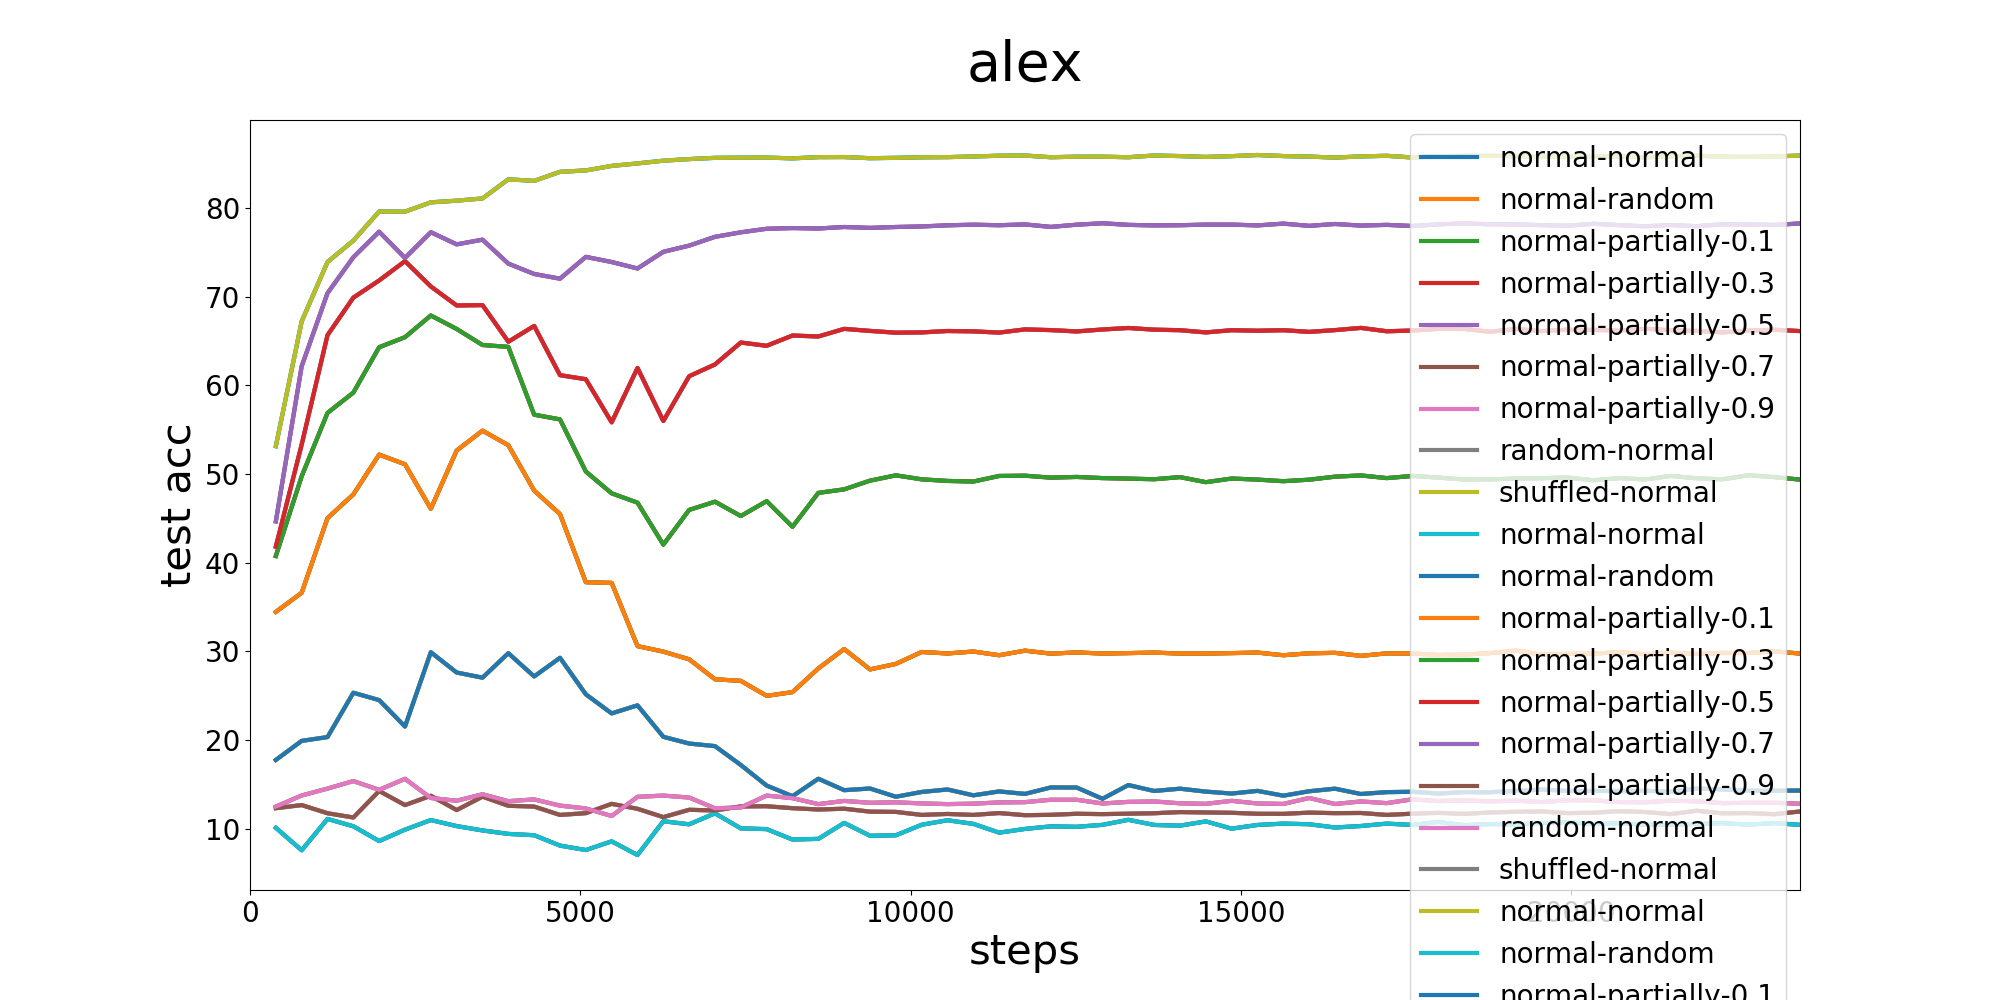 alex
test acc
80
70
60
50
40
30
20
10
0
5000
10000
15000
20000
steps
normal-normal
normal-random
normal-partially-0.1
normal-partially-0.3
normal-partially-0.5
normal-partially-0.7
normal-partially-0.9
random-normal
shuffled-normal
normal-normal
normal-random
normal-partially-0.1
normal-partially-0.3
normal-partially-0.5
normal-partially-0.7
normal-partially-0.9
random-normal
shuffled-normal
normal-normal
normal-random
normal-partially-0.1